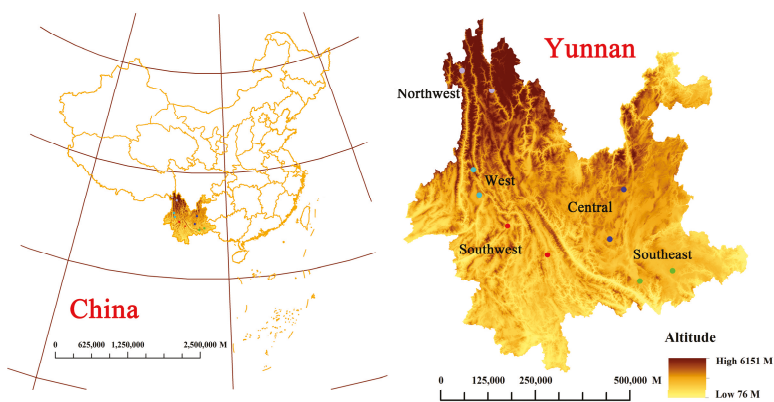 Yunnan
Northwest
West
Central
Southwest
Southeast
China
0 625,000 1,250,000 2,500,000 M
Altitude
High 6151 M
Low 76 M
0 125,000 250,000 500,000 M